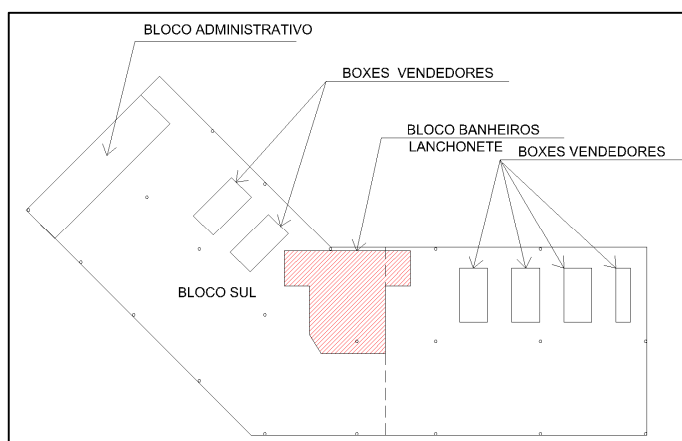 BLOCO ADMINISTRATIVO
BOXES VENDEDORES
BLOCO BANHEIROS
LANCHONETE
BOXES VENDEDORES
BLOCO SUL